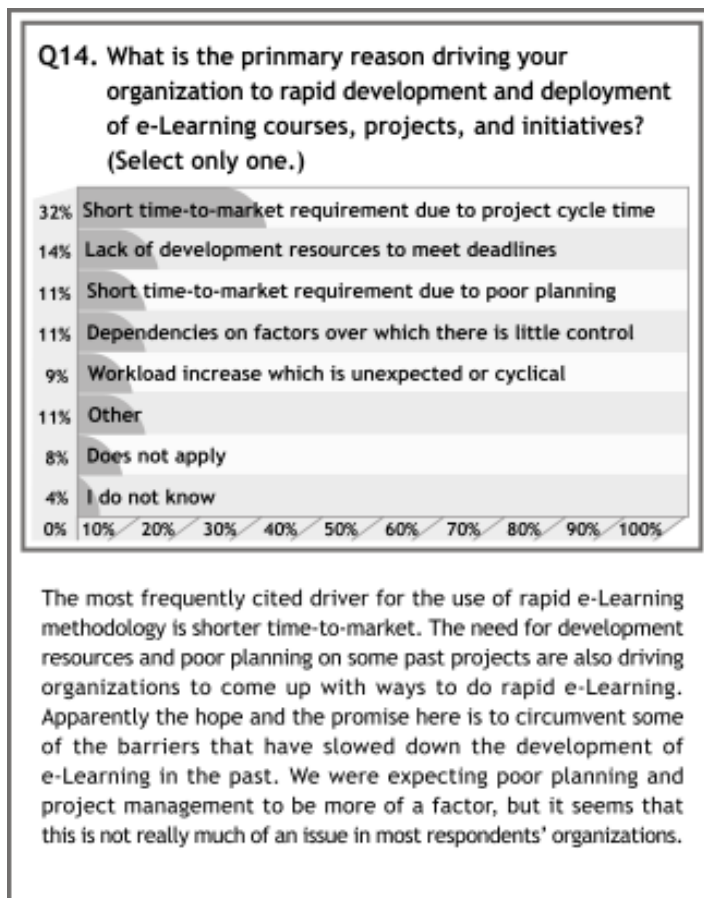 Q14. What is the prinmary reason driving your
organization to rapid development and deployment
of e-Learning courses, projects, and initiatives?
(Select only one.)
32% Short time-to-market requirement due to project cycle time
14% Lack of development resources to meet deadlines
11% Short time-to-market requirement due to poor planning
11% Dependencies on factors over which there is little control
9% Workload increase which is unexpected or cyclical
11% Other
8% Does not apply
4% I do not know
0% 10% 20% 30% 40% 50% 60% 70% 80% 90% 100%
The most frequently cited driver for the use of rapid e-Learning
methodology is shorter time-to-market. The need for development
resources and poor planning on some past projects are also driving
organizations to come up with ways to do rapid e-Learning.
Apparently the hope and the promise here is to circumvent some
of the barriers that have slowed down the development of
e-Learning in the past. We were expecting poor planning and
project management to be more of a factor, but it seems that
this is not really much of an issue in most respondents’ organizations.